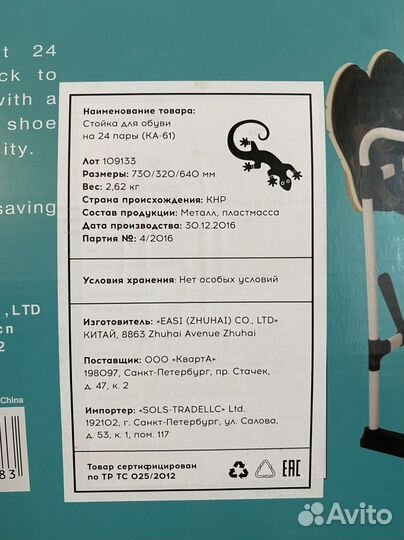 t 24
ck to
with a
shoe
city.
saving
,LTD
cn
2
China
83
Наименование товара:
Стойка для обуви
на 24 пары (КА-61)
Лот 109133
Размеры: 730/320/640 мм
Вес: 2,62 кг
Страна происхождения: КНР
Состав продукции: Металл, пластмасса
Дата производства: 30.12.2016
Партия №: 4/2016
Условия хранения: Нет особых условий
Изготовитель: «EASI (ZHUHAI) CO., LTD»
КИТАЙ, 8863 Zhuhai Avenue Zhuhai
Поставщик: ООО «КвартА»
198097, Санкт-Петербург, пр. Стачек,
д. 47, к. 2
Импортер: «SOLS-TRADELLC» Ltd.
192102, г. Санкт-Петербург, ул. Салова,
д. 53, к. 1, пом. 117
Товар сертифицирован
по ТР ТС 025/2012
EAC
Avito